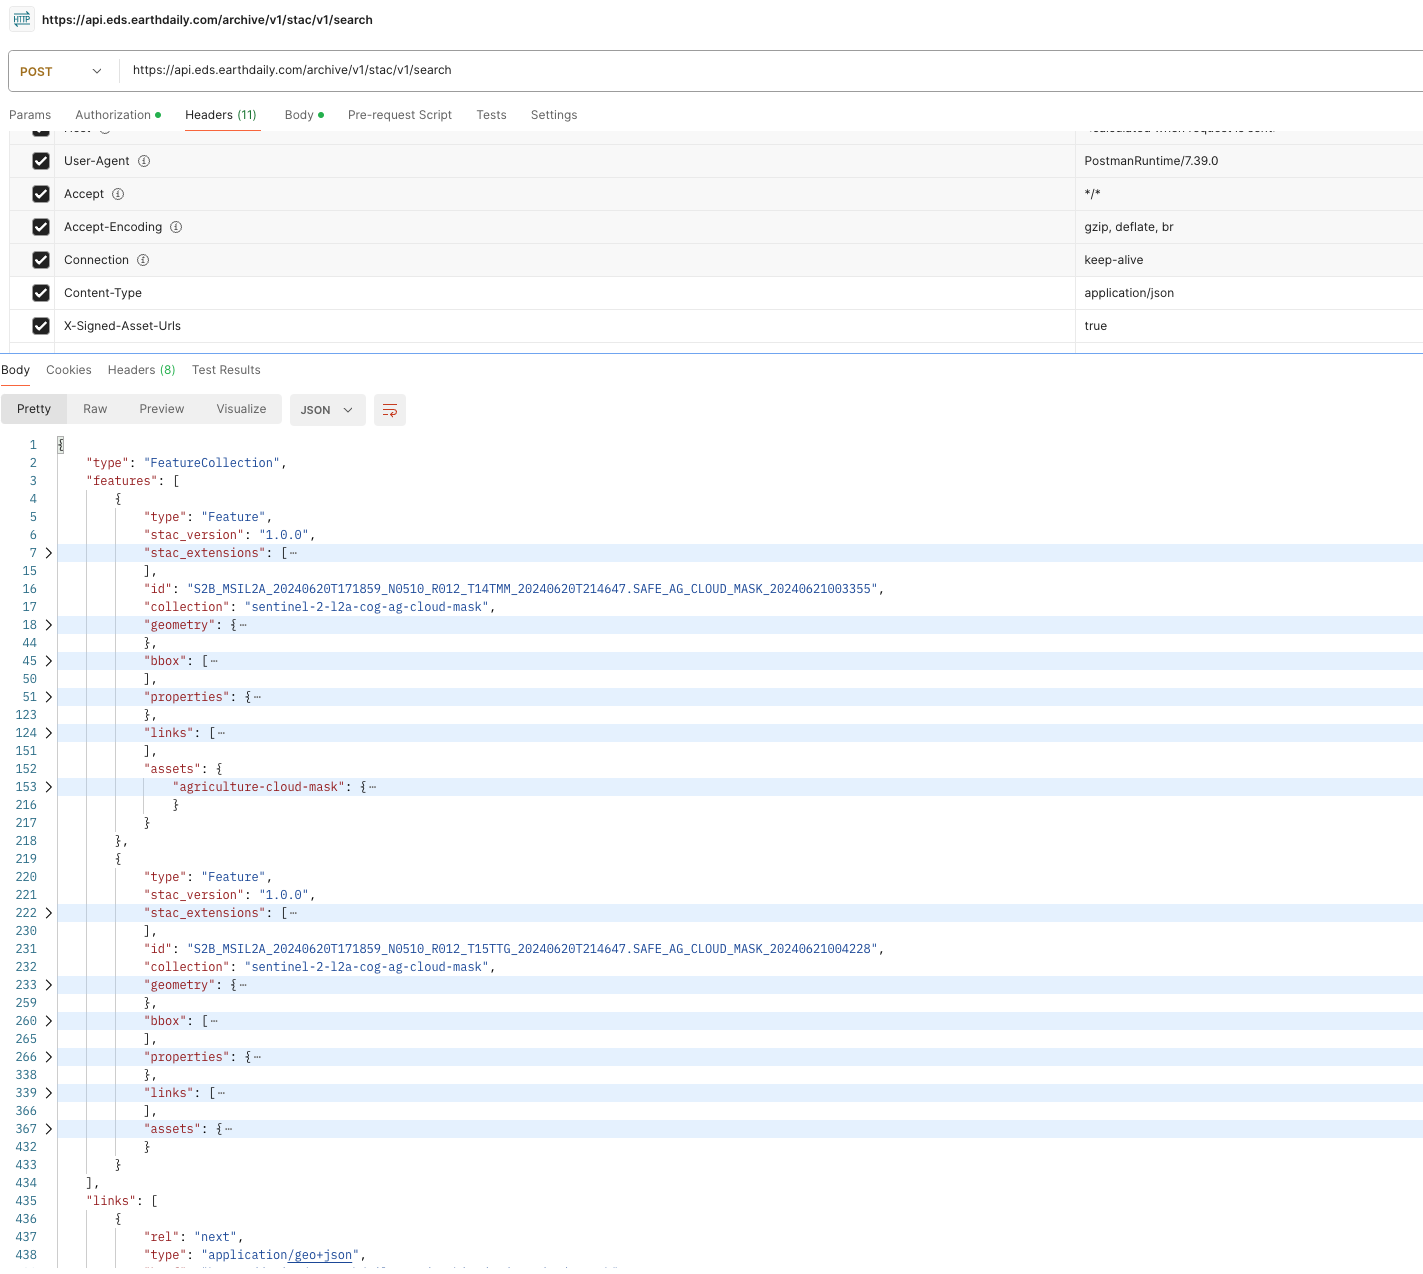 HTTP https://api.eds.earthdaily.com/archive/v1/stac/v1/search
POST https://api.eds.earthdaily.com/archive/v1/stac/v1/search
Params Authorization Headers (11) Body Pre-request Script Tests Settings
User-Agent PostmanRuntime/7.39.0
Accept */*
Accept-Encoding gzip, deflate, br
Connection keep-alive
Content-Type application/json
X-Signed-Asset-Urls true
Body Cookies Headers (8) Test Results
Pretty Raw Preview Visualize JSON
1 {
2 "type": "FeatureCollection",
3 "features": [
4 {
5 "type": "Feature",
6 "stac_version": "1.0.0",
7 "stac_extensions": [⋯
15 ],
16 "id": "S2B_MSIL2A_20240620T171859_N0510_R012_T14TMM_20240620T214647.SAFE_AG_CLOUD_MASK_20240621003355",
17 "collection": "sentinel-2-l2a-cog-ag-cloud-mask",
18 "geometry": {⋯
44 },
45 "bbox": [⋯
50 ],
51 "properties": {⋯
123 },
124 "links": [⋯
151 ],
152 "assets": {
153 "agriculture-cloud-mask": {⋯
216 }
217 }
218 },
219 {
220 "type": "Feature",
221 "stac_version": "1.0.0",
222 "stac_extensions": [⋯
230 ],
231 "id": "S2B_MSIL2A_20240620T171859_N0510_R012_T15TTG_20240620T214647.SAFE_AG_CLOUD_MASK_20240621004228",
232 "collection": "sentinel-2-l2a-cog-ag-cloud-mask",
233 "geometry": {⋯
259 },
260 "bbox": [⋯
265 ],
266 "properties": {⋯
338 },
339 "links": [⋯
366 ],
367 "assets": {⋯
432 }
433 }
434 ],
435 "links": [
436 {
437 "rel": "next",
438 "type": "application/geo+json",